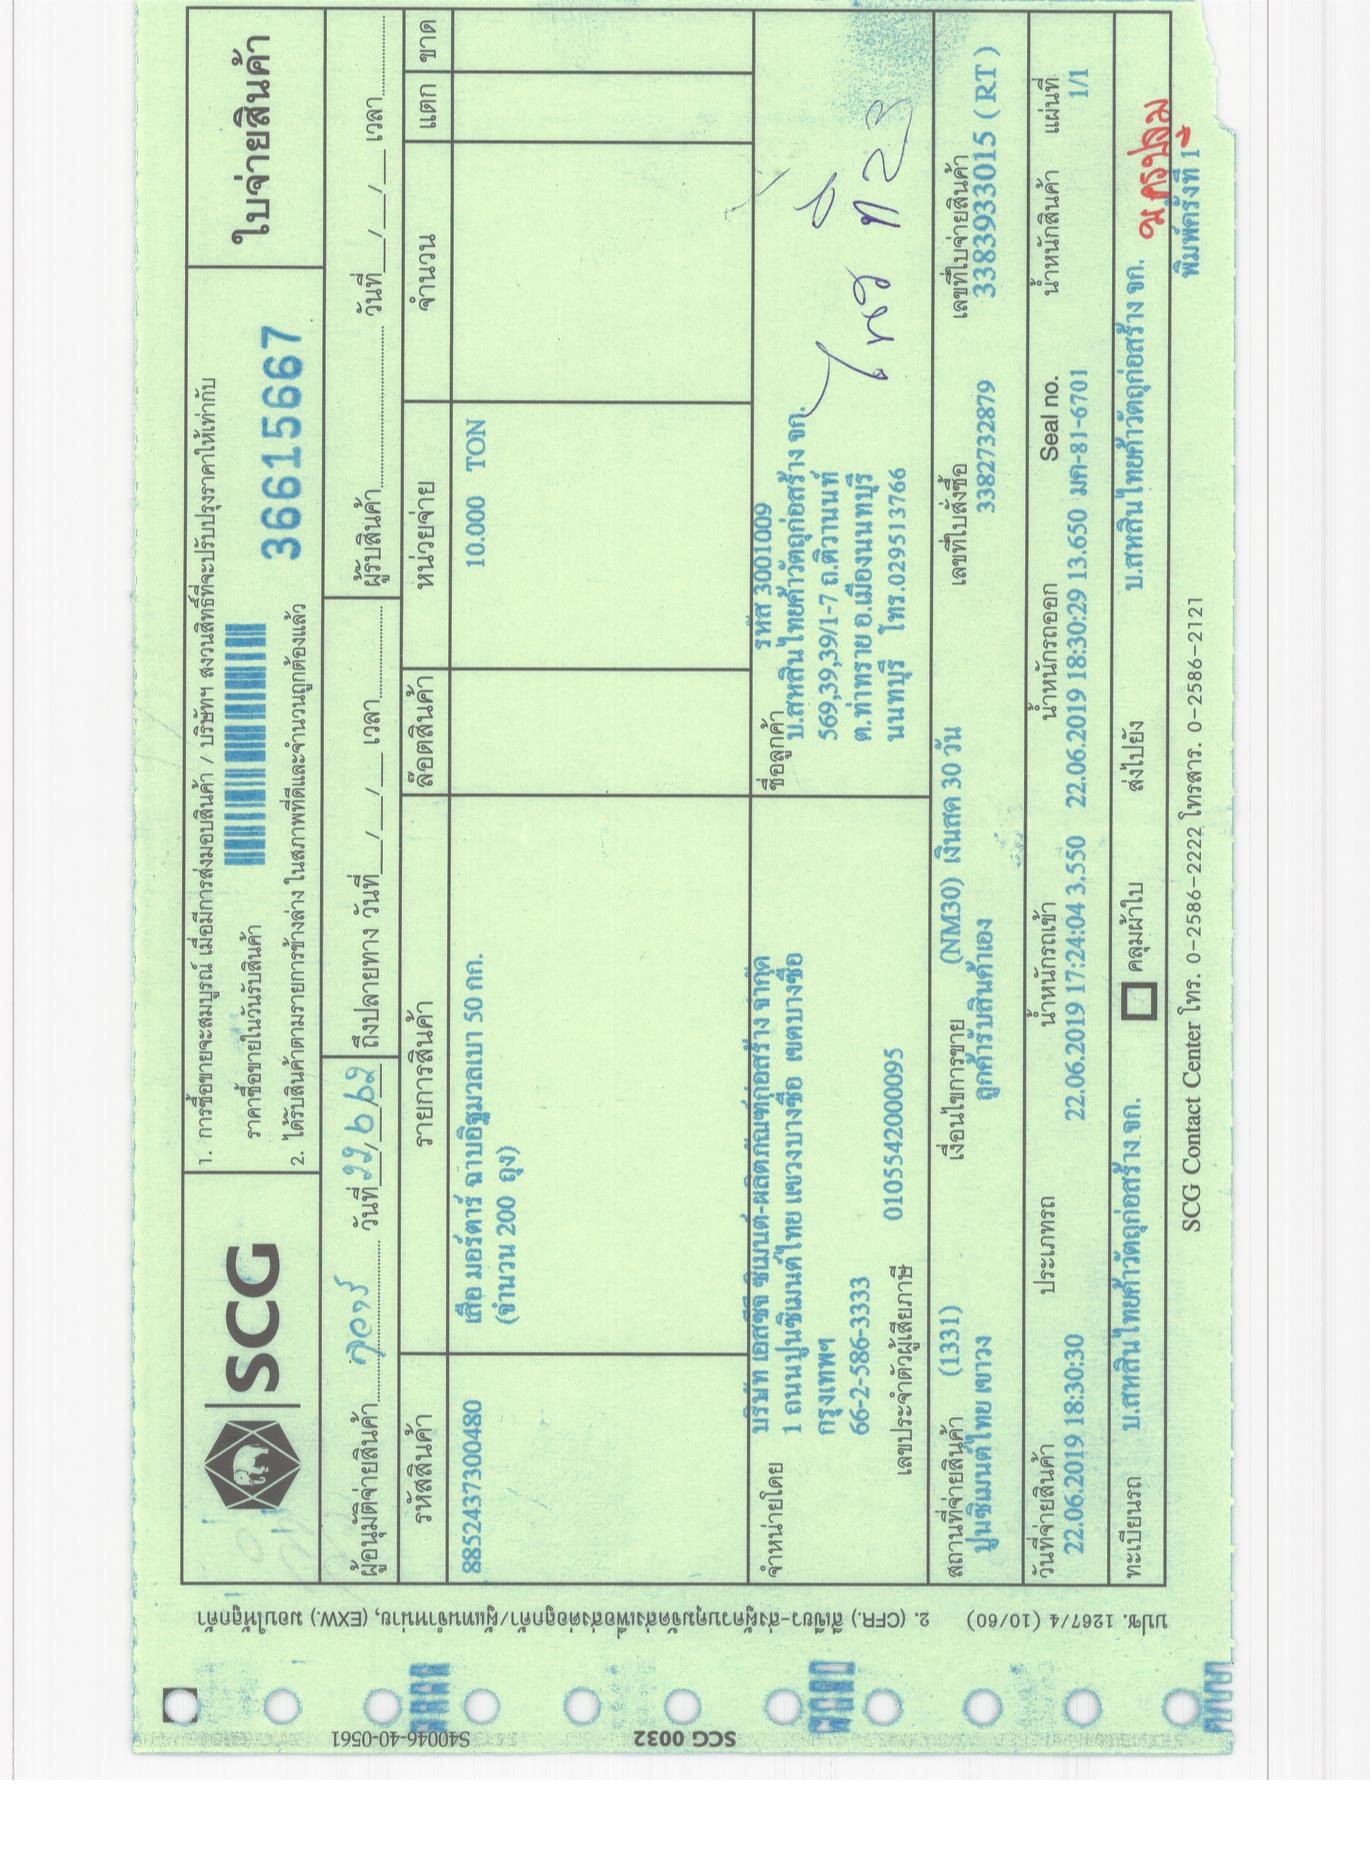 SCG
1. การซื้อขายจะสมบูรณ์ เมื่อมีการส่งมอบสินค้า / บริษัทฯ สงวนสิทธิ์ที่จะปรับปรุงราคาให้เท่ากับ
ราคาซื้อขายในวันรับสินค้า
2. ได้รับสินค้าตามรายการข้างล่าง ในสภาพที่ดีและจำนวนถูกต้องแล้ว
36615667
ใบจ่ายสินค้า
ผู้อนุมัติจ่ายสินค้า วันที่ 22/6/62 ถึงปลายทาง วันที่ __/__/__ เวลา ผู้รับสินค้า วันที่ __/__/__ เวลา
รหัสสินค้า รายการสินค้า ล๊อตสินค้า หน่วยจ่าย จำนวน แตก ขาด
8852437300480 เสือ มอร์ตาร์ ฉาบอิฐมวลเบา 50 กก. 10.000 TON
(จำนวน 200 ถุง)
จำหน่ายโดย บริษัท เอสซีจี ซิเมนต์-ผลิตภัณฑ์ก่อสร้าง จำกัด
1 ถนนปูนซิเมนต์ไทย แขวงบางซื่อ เขตบางซื่อ
กรุงเทพฯ
66-2-586-3333
เลขประจำตัวผู้เสียภาษี 0105542000095
ชื่อลูกค้า รหัส 3001009
บ.สหสินไทยค้าวัตถุก่อสร้าง จก.
569,39,39/1-7 ถ.ติวานนท์
ต.ท่าทราย อ.เมืองนนทบุรี
นนทบุรี โทร.029513766
สถานที่จ่ายสินค้า (1331) เงื่อนไขการขาย (NM30) เงินสด 30 วัน เลขที่ใบสั่งซื้อ เลขที่ใบจ่ายสินค้า
ปูนซิเมนต์ไทย เขาวง ลูกค้ารับสินค้าเอง 3382732879 3383933015 ( RT )
วันที่จ่ายสินค้า ประเภทรถ น้ำหนักรถเข้า น้ำหนักรถออก Seal no. น้ำหนักสินค้า แผ่นที่
22.06.2019 18:30:30 22.06.2019 17:24:04 3.550 22.06.2019 18:30:29 13.650 มค-81-6701 1/1
ทะเบียนรถ บ.สหสินไทยค้าวัตถุก่อสร้าง จก. คลุมผ้าใบ ส่งไปยัง บ.สหสินไทยค้าวัตถุก่อสร้าง จก.
นครปฐม
SCG Contact Center โทร. 0-2586-2222 โทรสาร. 0-2586-2121
พิมพ์ครั้งที่ 1
S40046-40-0561
SCG 0032
บปซ. 1267/4 (10/60) 2. (CFR.) สีเขียว-ส่งผู้ควบคุมจัดส่งเพื่อส่งต่อลูกค้า/ผู้แทนจำหน่าย, (EXW.) มอบให้ลูกค้า